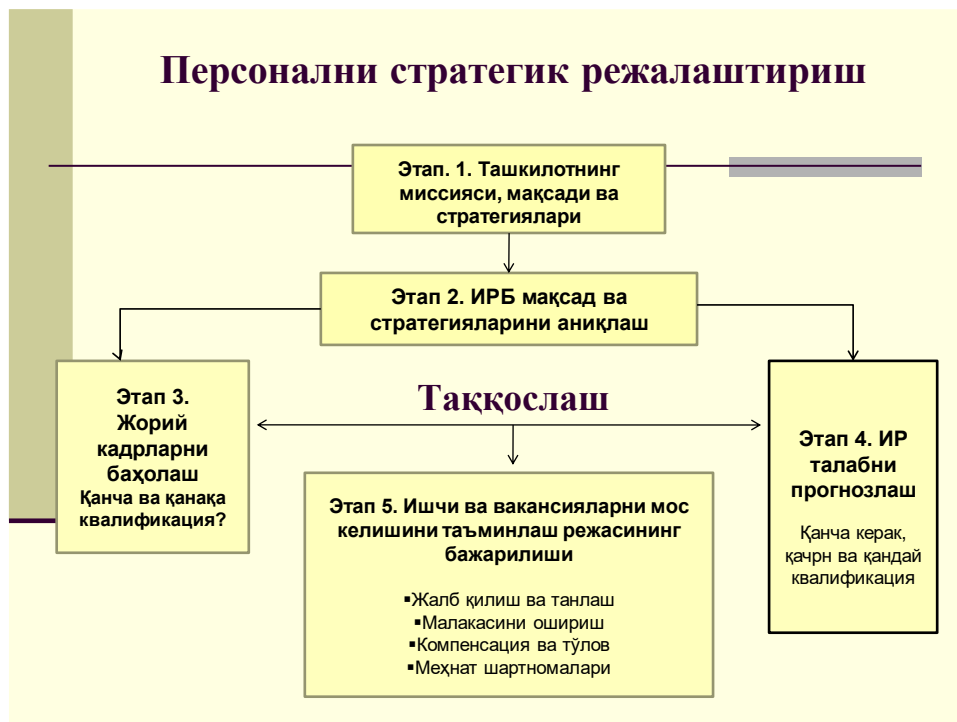 Персонални стратегик режалаштириш
Этап. 1. Ташкилотнинг
миссияси, мақсади ва
стратегиялари
Этап 2. ИРБ мақсад ва
стратегияларини аниқлаш
Этап 3.
Жорий
кадрларни
баҳолаш
Қанча ва қанақа
квалификация?
Таққослаш
Этап 4. ИР
талабни
прогнозлаш
Қанча керак,
қачрн ва қандай
квалификация
Этап 5. Ишчи ва вакансияларни мос
келишини таъминлаш режасининг
бажарилиши
▪Жалб қилиш ва танлаш
▪Малакасини ошириш
▪Компенсация ва тўлов
▪Меҳнат шартномалари